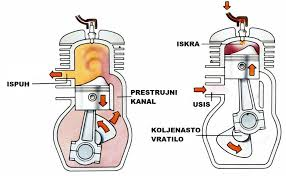 ISPUH
PRESTRUJNI
KANAL
ISKRA
USIS
KOLJENASTO
VRATILO